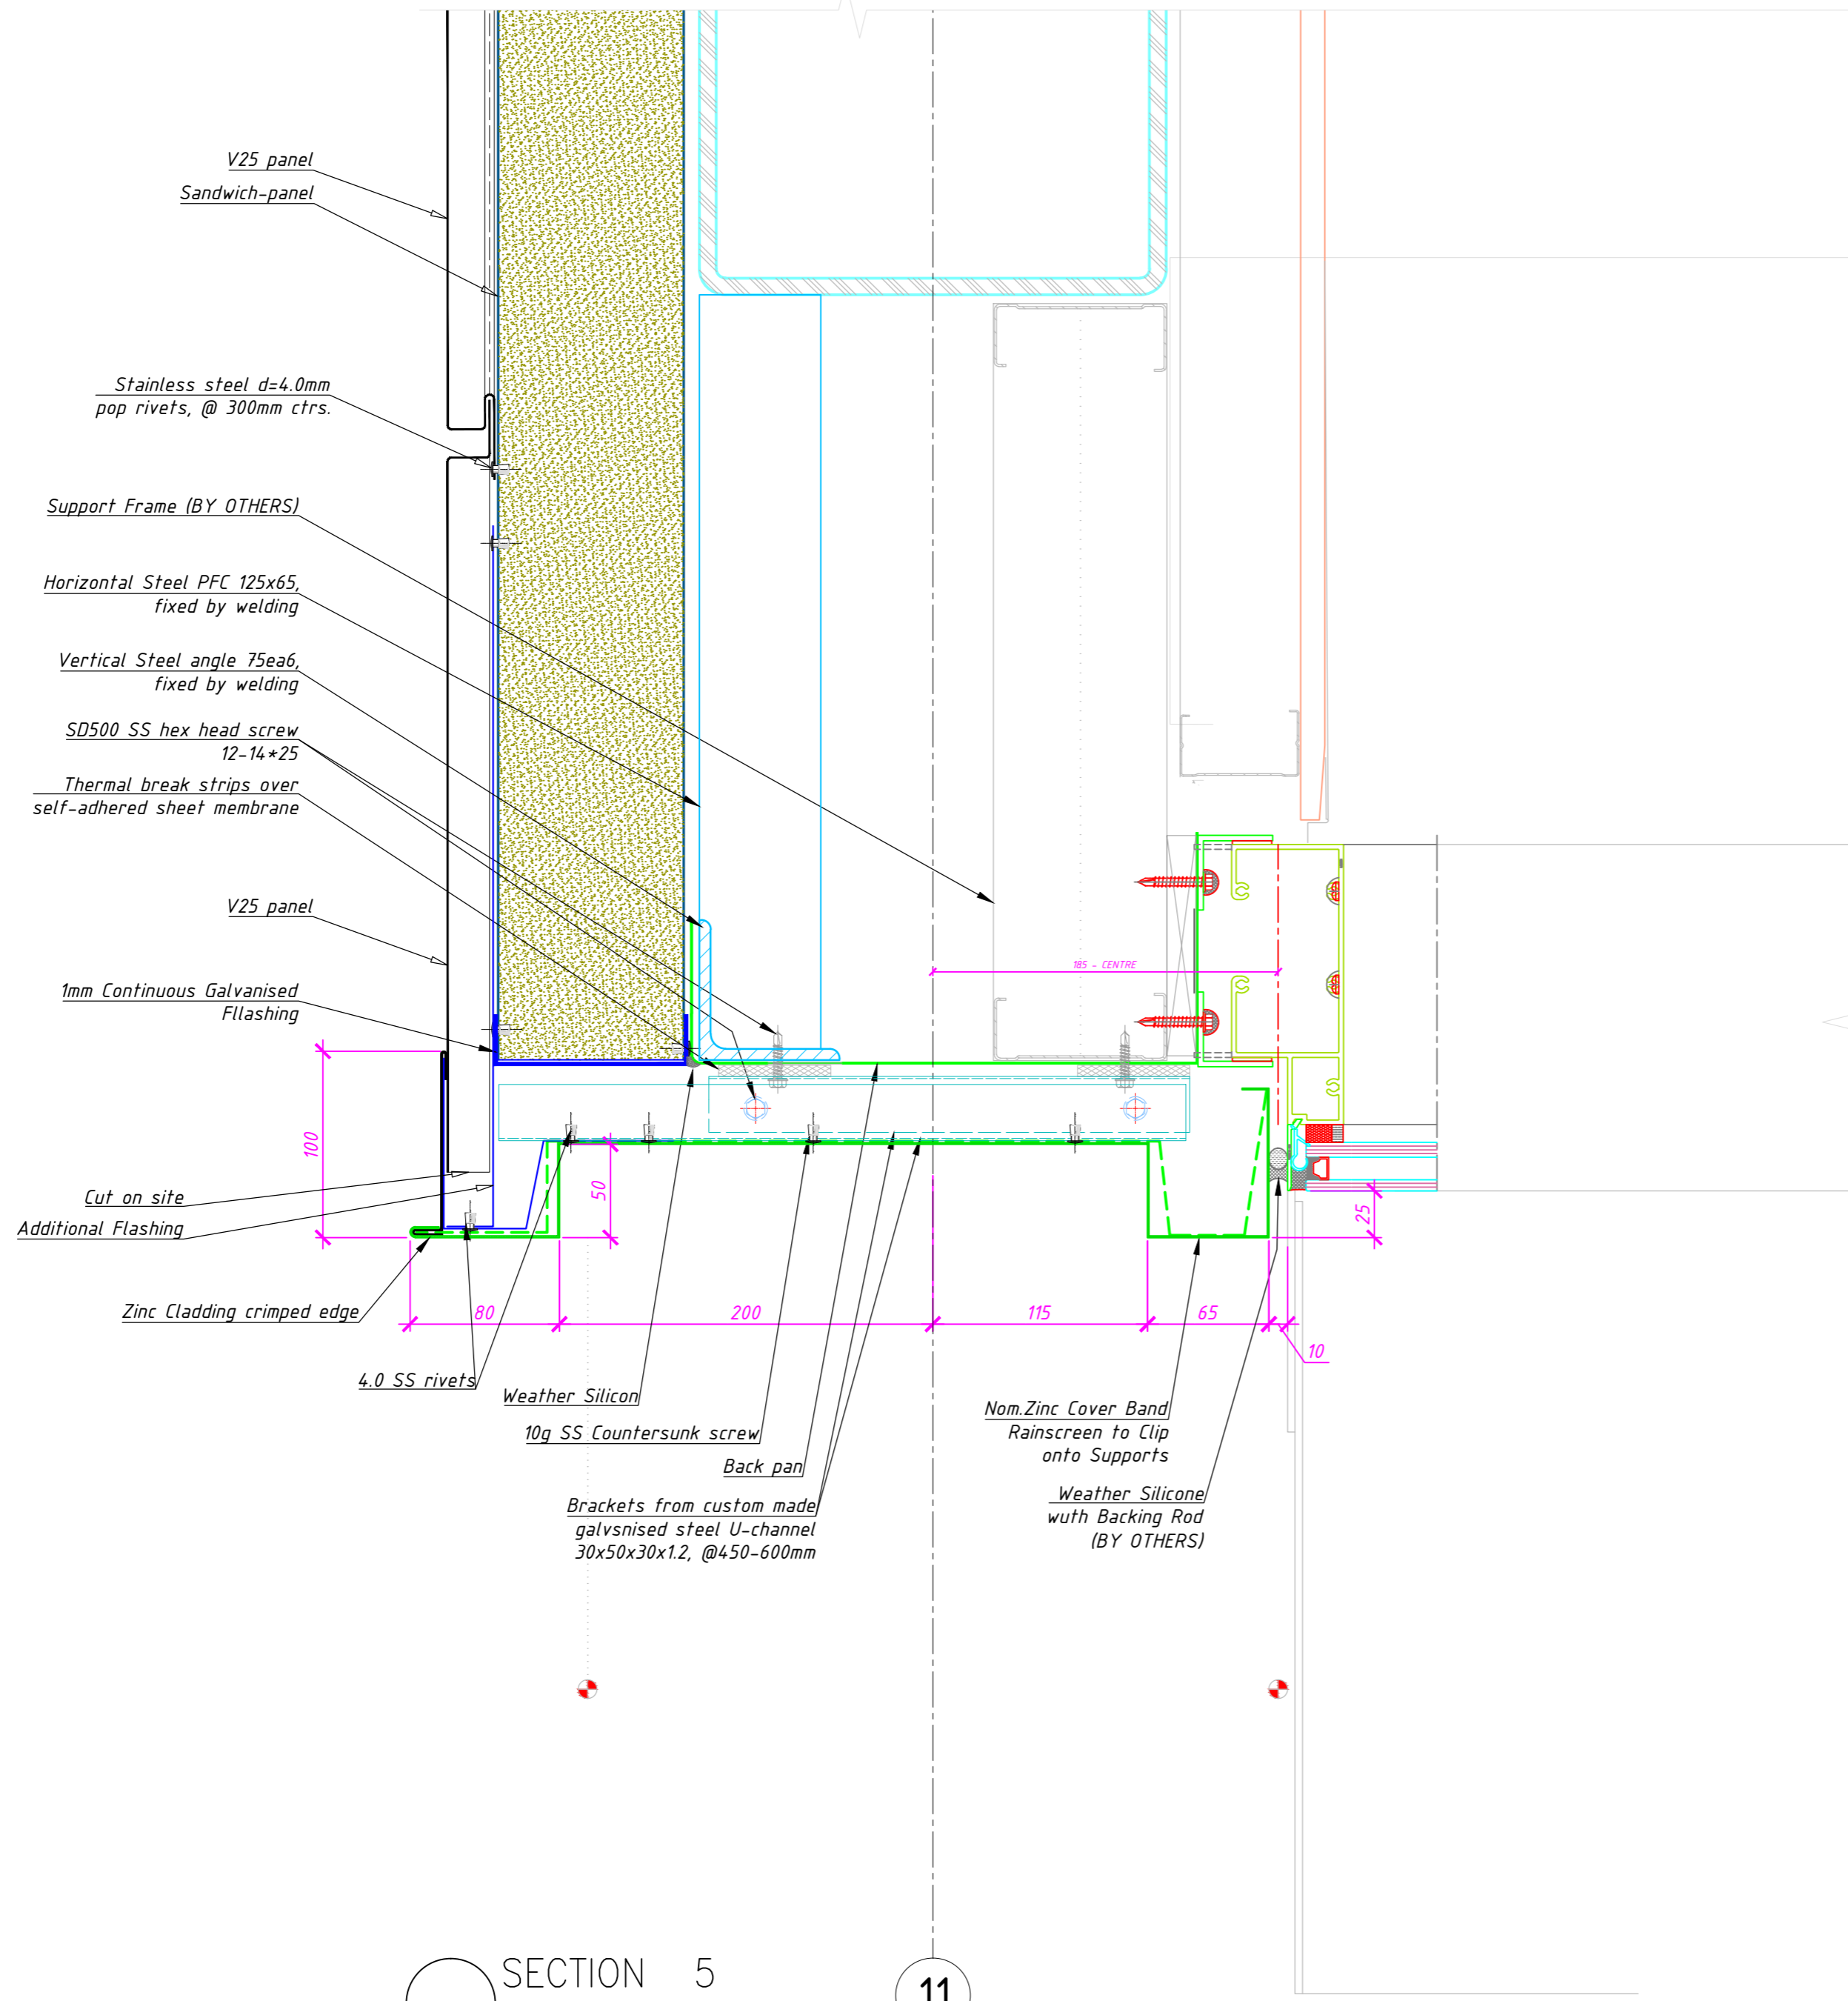 V25 panel
Sandwich-panel
Stainless steel d=4.0mm
pop rivets, @ 300mm ctrs.
Support Frame (BY OTHERS)
Horizontal Steel PFC 125x65,
fixed by welding
Vertical Steel angle 75ea6,
fixed by welding
SD500 SS hex head screw
12-14*25
Thermal break strips over
self-adhered sheet membrane
V25 panel
185 - CENTRE
1mm Continuous Galvanised
Fllashing
100
50
25
Cut on site
Additional Flashing
Zinc Cladding crimped edge
80
200
115
65
10
4.0 SS rivets
Weather Silicon
10g SS Countersunk screw
Back pan
Brackets from custom made
galvsnised steel U-channel
30x50x30x1.2, @450-600mm
Nom.Zinc Cover Band
Rainscreen to Clip
onto Supports
Weather Silicone
wuth Backing Rod
(BY OTHERS)
SECTION 5
11